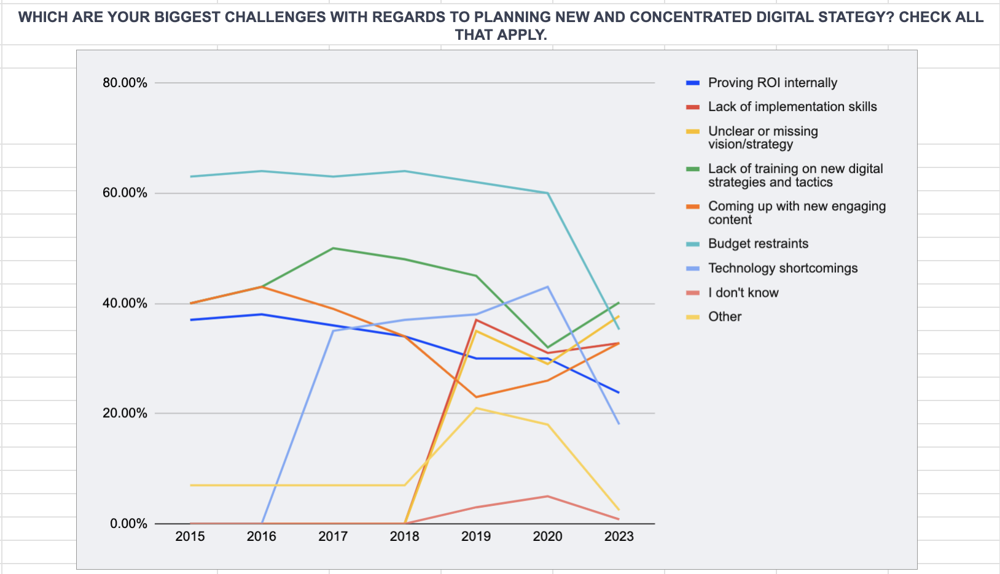 WHICH ARE YOUR BIGGEST CHALLENGES WITH REGARDS TO PLANNING NEW AND CONCENTRATED DIGITAL STATEGY? CHECK ALL
THAT APPLY.
80.00%
60.00%
40.00%
20.00%
0.00%
2015 2016 2017 2018 2019 2020 2023
Proving ROI internally
Lack of implementation skills
Unclear or missing
vision/strategy
Lack of training on new digital
strategies and tactics
Coming up with new engaging
content
Budget restraints
Technology shortcomings
I don't know
Other